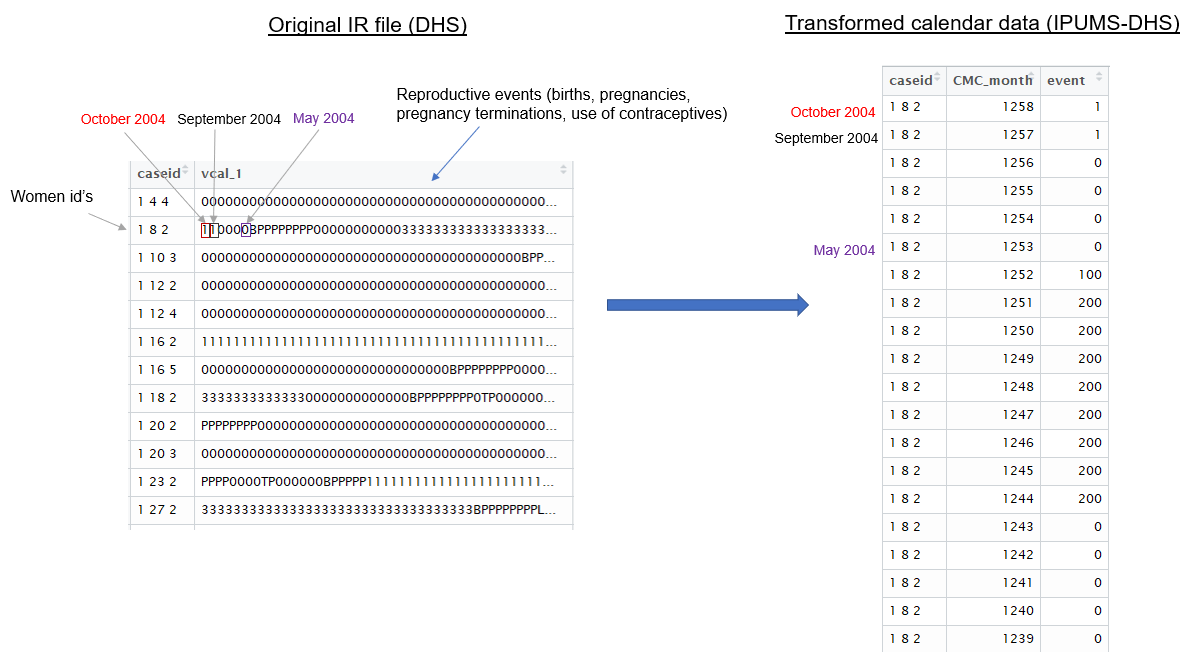 Original IR file (DHS)
Transformed calendar data (IPUMS-DHS)
Reproductive events (births, pregnancies,
pregnancy terminations, use of contraceptives)
October 2004 September 2004 May 2004
Women id's
caseid vcal_1
1 4 4 0000000000000000000000000000000000000000000...
1 8 2 110000BPPPPPPPP00000000000333333333333333333...
1 10 3 0000000000000000000000000000000000000000BPP...
1 12 2 0000000000000000000000000000000000000000000...
1 12 4 0000000000000000000000000000000000000000000...
1 16 2 1111111111111111111111111111111111111111111...
1 16 5 0000000000000000000000000000000BPPPPPPPP0000...
1 18 2 33333333333330000000000000BPPPPPPPP0TP000000...
1 20 2 PPPPPPPP000000000000000000000000000000000000...
1 20 3 0000000000000000000000000000000000000000000...
1 23 2 PPPP0000TP000000BPPPPP1111111111111111111111...
1 27 2 3333333333333333333333333333333333BPPPPPPPPL...
caseid CMC_month event
October 2004 1 8 2 1258 1
September 2004 1 8 2 1257 1
1 8 2 1256 0
1 8 2 1255 0
1 8 2 1254 0
May 2004 1 8 2 1253 0
1 8 2 1252 100
1 8 2 1251 200
1 8 2 1250 200
1 8 2 1249 200
1 8 2 1248 200
1 8 2 1247 200
1 8 2 1246 200
1 8 2 1245 200
1 8 2 1244 200
1 8 2 1243 0
1 8 2 1242 0
1 8 2 1241 0
1 8 2 1240 0
1 8 2 1239 0